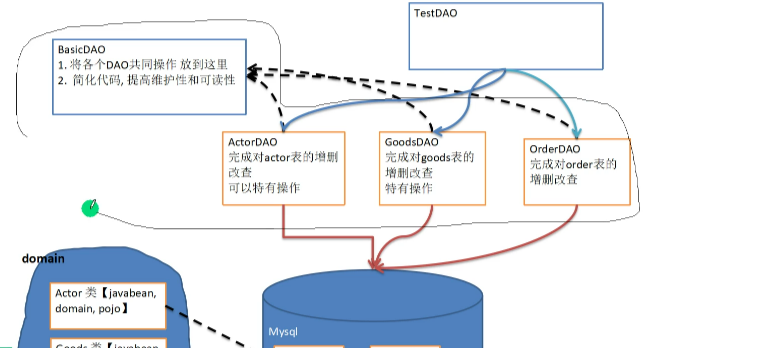 TestDAO
BasicDAO
1. 将各个DAO共同操作 放到这里
2. 简化代码, 提高维护性和可读性
ActorDAO
完成对actor表的增删
改查
可以特有操作
GoodsDAO
完成对goods表的
增删改查
特有操作
OrderDAO
完成对order表的
增删改查
domain
Actor 类【javabean,
domain, pojo】
Mysql
Goods 类【javabean